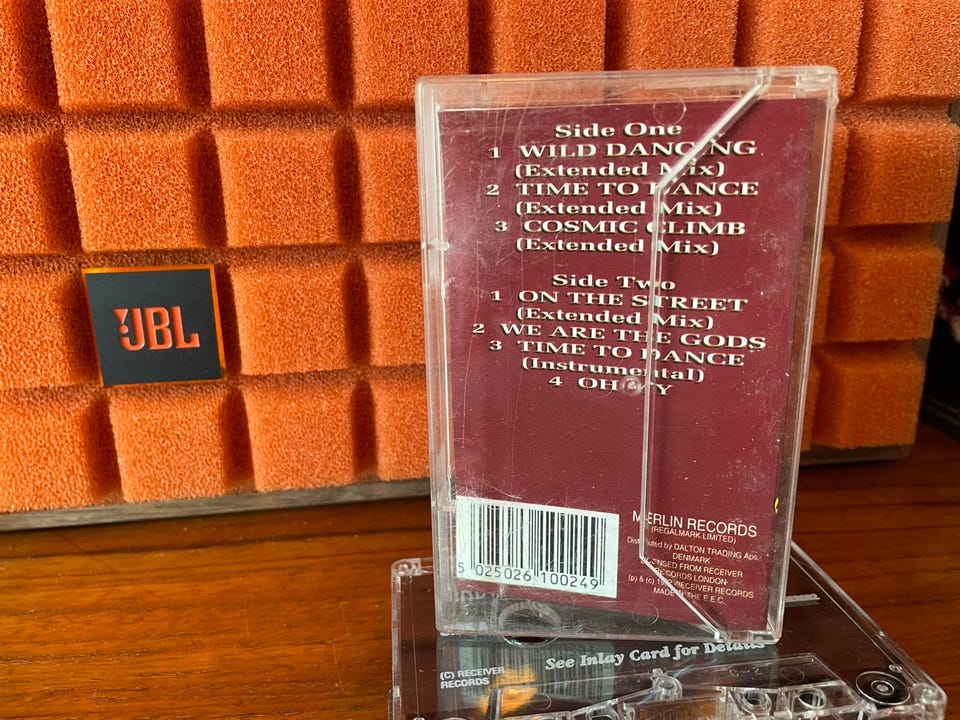 JBL
Side One
1 WILD DANCING
(Extended Mix)
2 TIME TO DANCE
(Extended Mix)
3 COSMIC CLIMB
(Extended Mix)
Side Two
1 ON THE STREET
(Extended Mix)
2 WE ARE THE GODS
3 TIME TO DANCE
(Instrumental)
4 OH
5 025026 100249
MERLIN RECORDS
(REGALMARK LIMITED)
Distributed by DALTON TRADING Aps.
DENMARK
LICENSED FROM RECEIVER
RECORDS LONDON
(p) & (c) RECEIVER RECORDS
MADE IN THE E.E.C.
See Inlay Card for Details
(C) RECEIVER
RECORDS